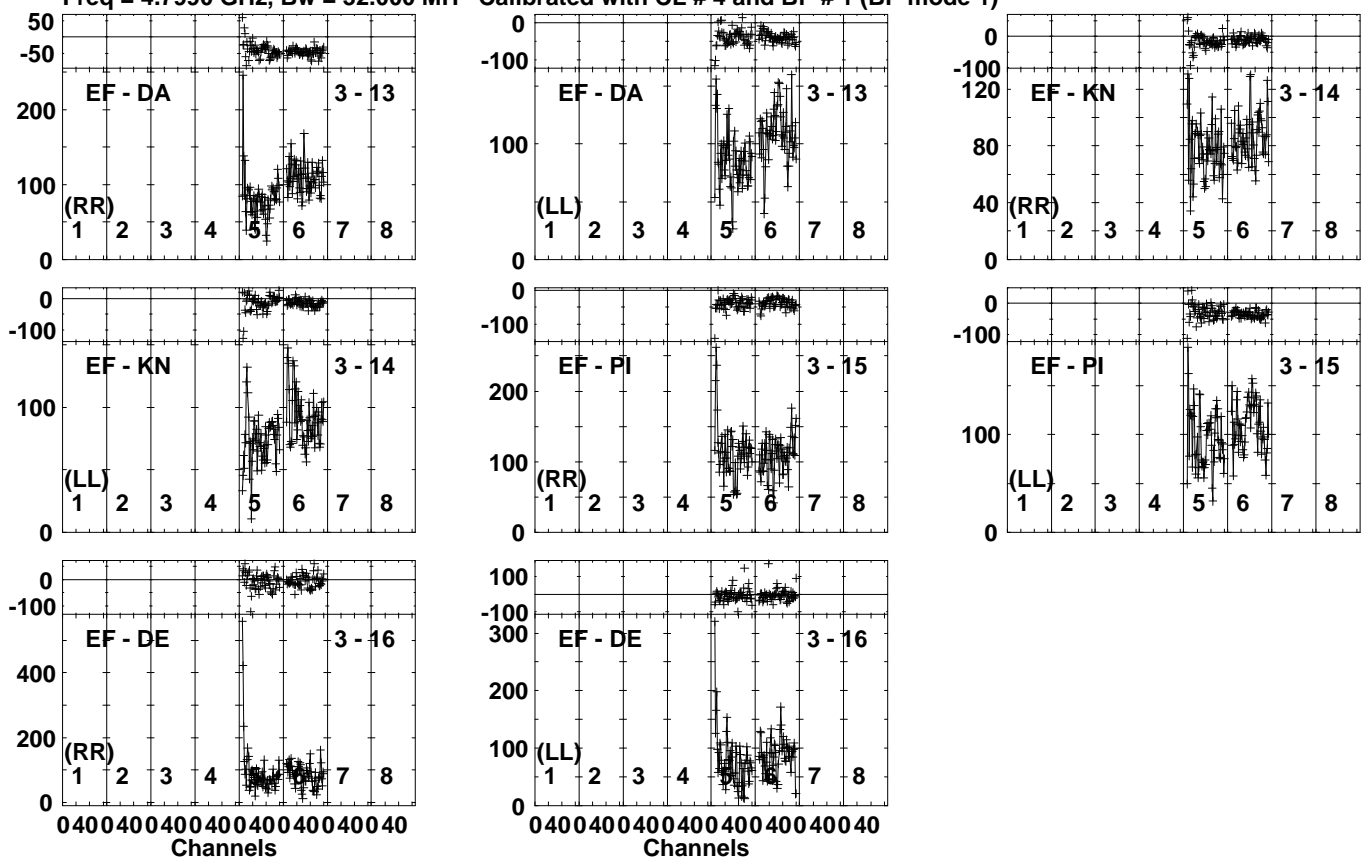 Freq = 4.7990 GHz, Bw = 32.000 MH Calibrated with CL # 4 and BP # 1 (BP mode 1)
50
-50
EF - DA 3 - 13
200
100
(RR)
1 2 3 4 5 6 7 8
0
0
-100
EF - DA 3 - 13
100
(LL)
1 2 3 4 5 6 7 8
0
0
-100
EF - KN 3 - 14
120
80
40
(RR)
1 2 3 4 5 6 7 8
0
0
-100
EF - KN 3 - 14
100
(LL)
1 2 3 4 5 6 7 8
0
0
-100
EF - PI 3 - 15
200
100
(RR)
1 2 3 4 5 6 7 8
0
0
-100
EF - PI 3 - 15
100
(LL)
1 2 3 4 5 6 7 8
0
0
-100
EF - DE 3 - 16
400
200
(RR)
1 2 3 4 5 6 7 8
0
0 40 0 40 0 40 0 40 0 40 0 40 0 40 0 40
Channels
100
-100
EF - DE 3 - 16
300
200
100
(LL)
1 2 3 4 5 6 7 8
0
0 40 0 40 0 40 0 40 0 40 0 40 0 40 0 40
Channels